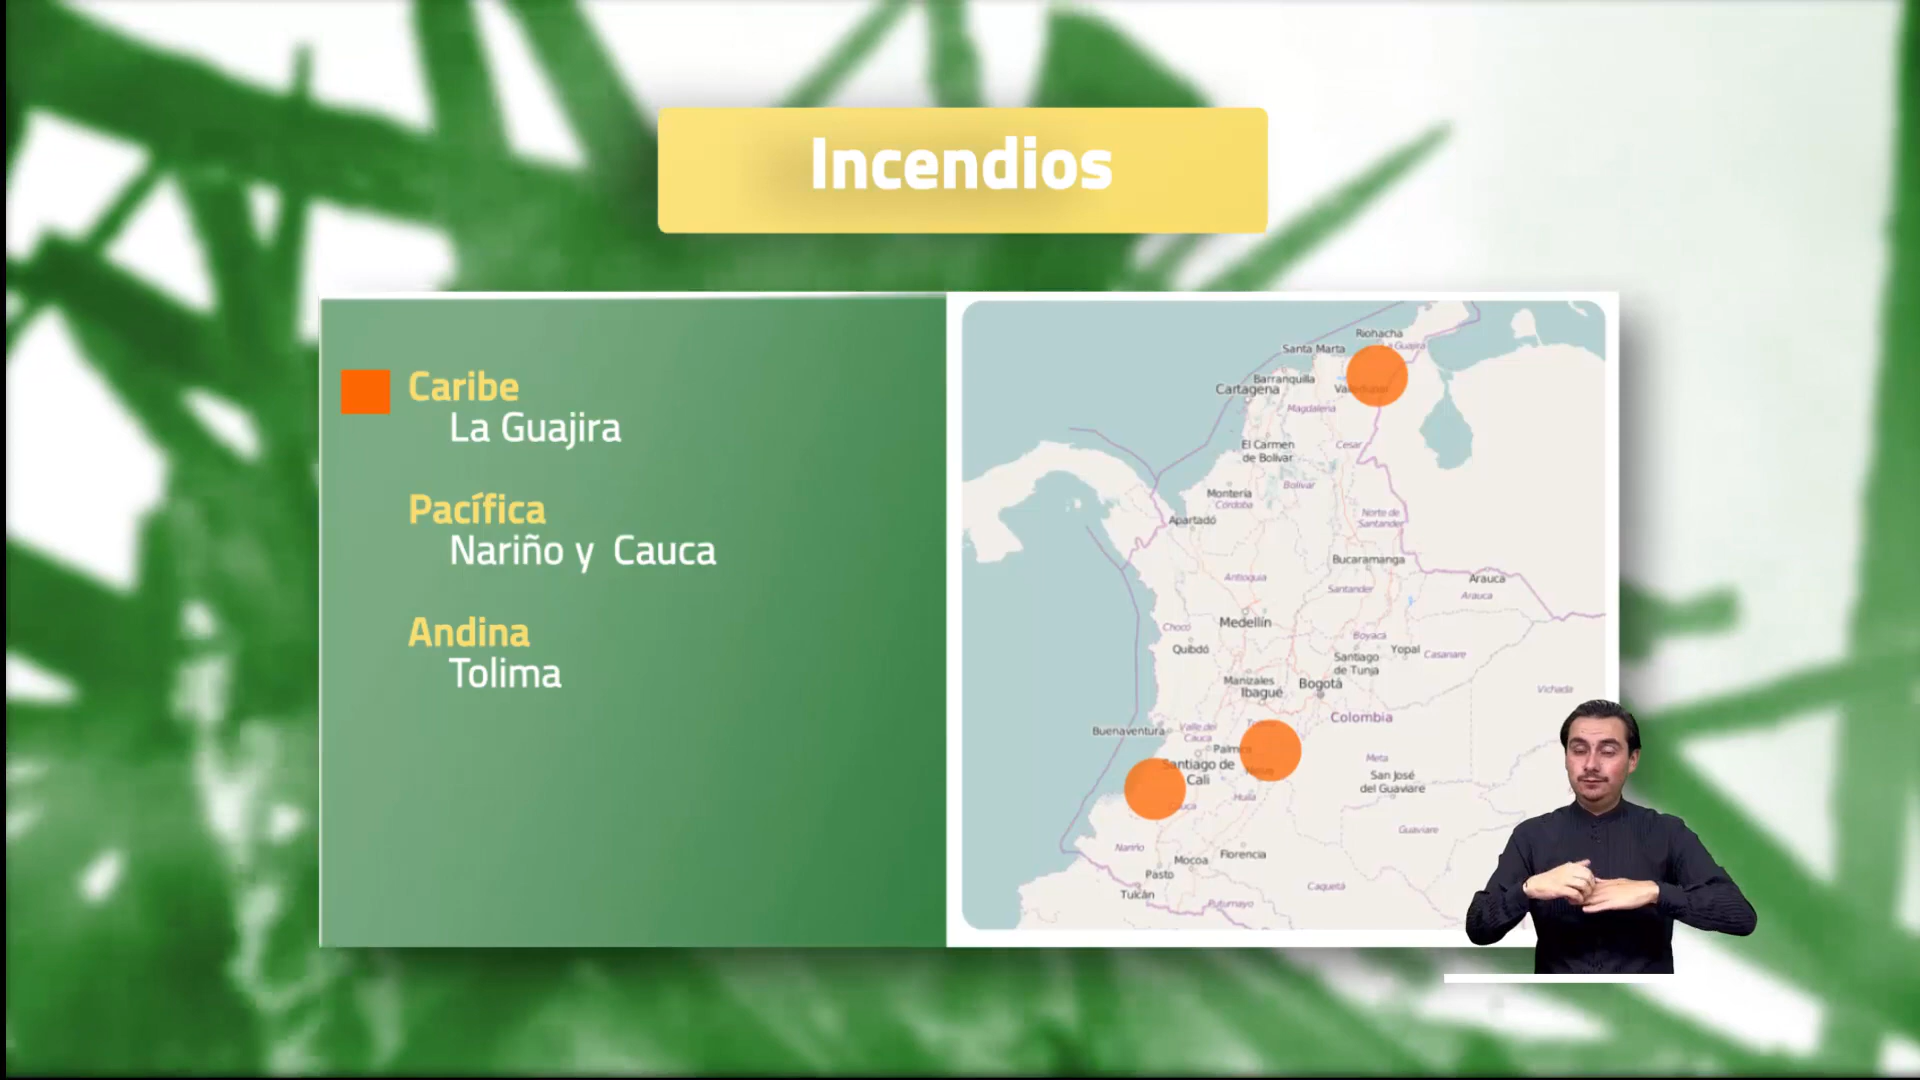 Incendios
Caribe
La Guajira
Pacífica
Nariño y Cauca
Andina
Tolima
Riohacha
La Guajira
Santa Marta
Barranquilla
Cartagena
Magdalena
El Carmen
de Bolívar
Cesar
Bolívar
Montería
Córdoba
Apartadó
Norte de
Santander
Bucaramanga
Arauca
Antioquia
Santander
Arauca
Medellín
Chocó
Boyacá
Quibdó
Santiago
de Tunja
Yopal
Casanare
Manizales
Ibagué
Bogotá
Vichada
Colombia
Buenaventura
Valle del
Cauca
Santiago de
Cali
Meta
San José
del Guaviare
Huila
Guaviare
Nariño
Mocoa
Florencia
Pasto
Caquetá
Tulcán
Putumayo